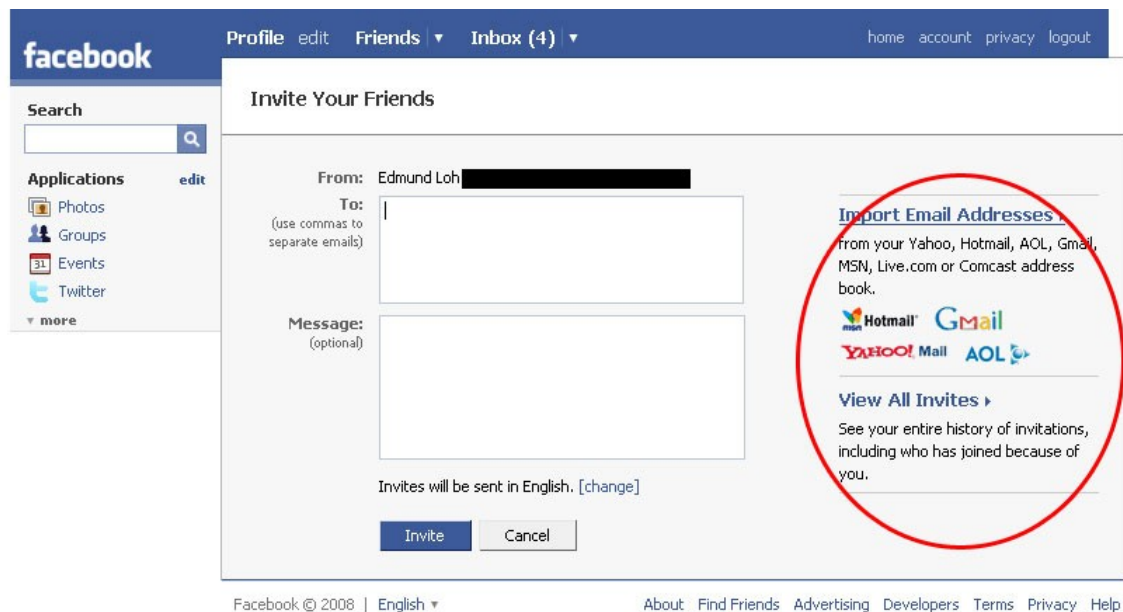 facebook
Profile edit Friends Inbox (4)
home account privacy logout
Search
Applications edit
Photos
Groups
31 Events
Twitter
more
Invite Your Friends
From: Edmund Loh
To:
(use commas to
separate emails)
Message:
(optional)
Invites will be sent in English. [change]
Invite Cancel
Import Email Addresses
from your Yahoo, Hotmail, AOL, Gmail,
MSN, Live.com or Comcast address
book.
msn Hotmail Gmail
YAHOO! Mail AOL
View All Invites
See your entire history of invitations,
including who has joined because of
you.
Facebook © 2008 | English
About Find Friends Advertising Developers Terms Privacy Help